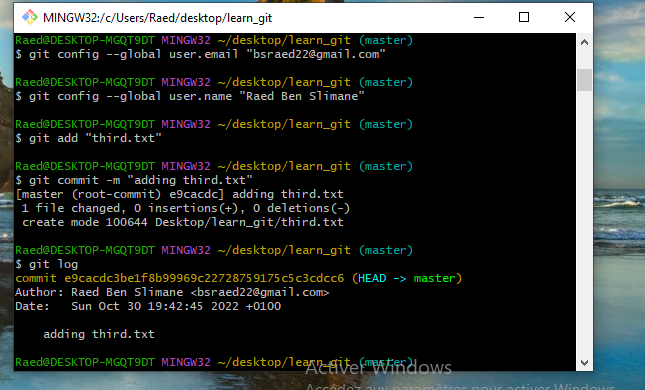 MINGW32:/c/Users/Raed/desktop/learn_git
Raed@DESKTOP-MGQT9DT MINGW32 ~/desktop/learn_git (master)
$ git config --global user.email "bsraed22@gmail.com"
Raed@DESKTOP-MGQT9DT MINGW32 ~/desktop/learn_git (master)
$ git config --global user.name "Raed Ben Slimane"
Raed@DESKTOP-MGQT9DT MINGW32 ~/desktop/learn_git (master)
$ git add "third.txt"
Raed@DESKTOP-MGQT9DT MINGW32 ~/desktop/learn_git (master)
$ git commit -m "adding third.txt"
[master (root-commit) e9cacdc] adding third.txt
1 file changed, 0 insertions(+), 0 deletions(-)
create mode 100644 Desktop/learn_git/third.txt
Raed@DESKTOP-MGQT9DT MINGW32 ~/desktop/learn_git (master)
$ git log
commit e9cacdc3be1f8b99969c22728759175c5c3cdcc6 (HEAD -> master)
Author: Raed Ben Slimane <bsraed22@gmail.com>
Date:   Sun Oct 30 19:42:45 2022 +0100
adding third.txt
Raed@DESKTOP-MGQT9DT MINGW32 ~/desktop/learn_git (master)
Activer Windows
Accédez aux paramètres pour activer Windows